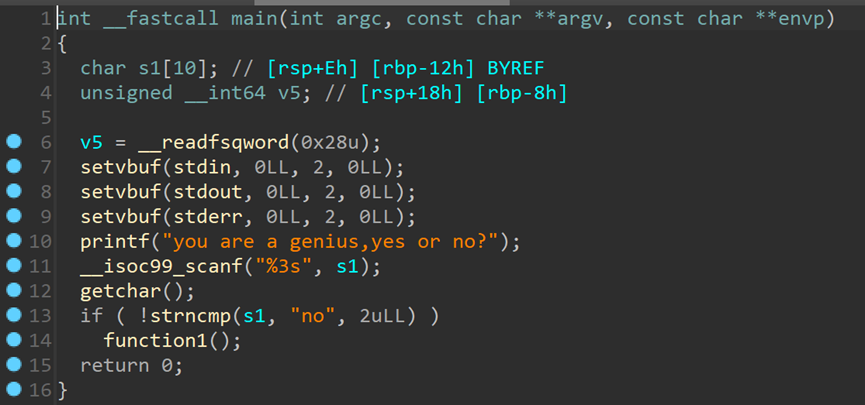 1 int __fastcall main(int argc, const char **argv, const char **envp)
2 {
3   char s1[10]; // [rsp+Eh] [rbp-12h] BYREF
4   unsigned __int64 v5; // [rsp+18h] [rbp-8h]
5
6   v5 = __readfsqword(0x28u);
7   setvbuf(stdin, 0LL, 2, 0LL);
8   setvbuf(stdout, 0LL, 2, 0LL);
9   setvbuf(stderr, 0LL, 2, 0LL);
10   printf("you are a genius,yes or no?");
11   __isoc99_scanf("%3s", s1);
12   getchar();
13   if ( !strncmp(s1, "no", 2uLL) )
14     function1();
15   return 0;
16 }